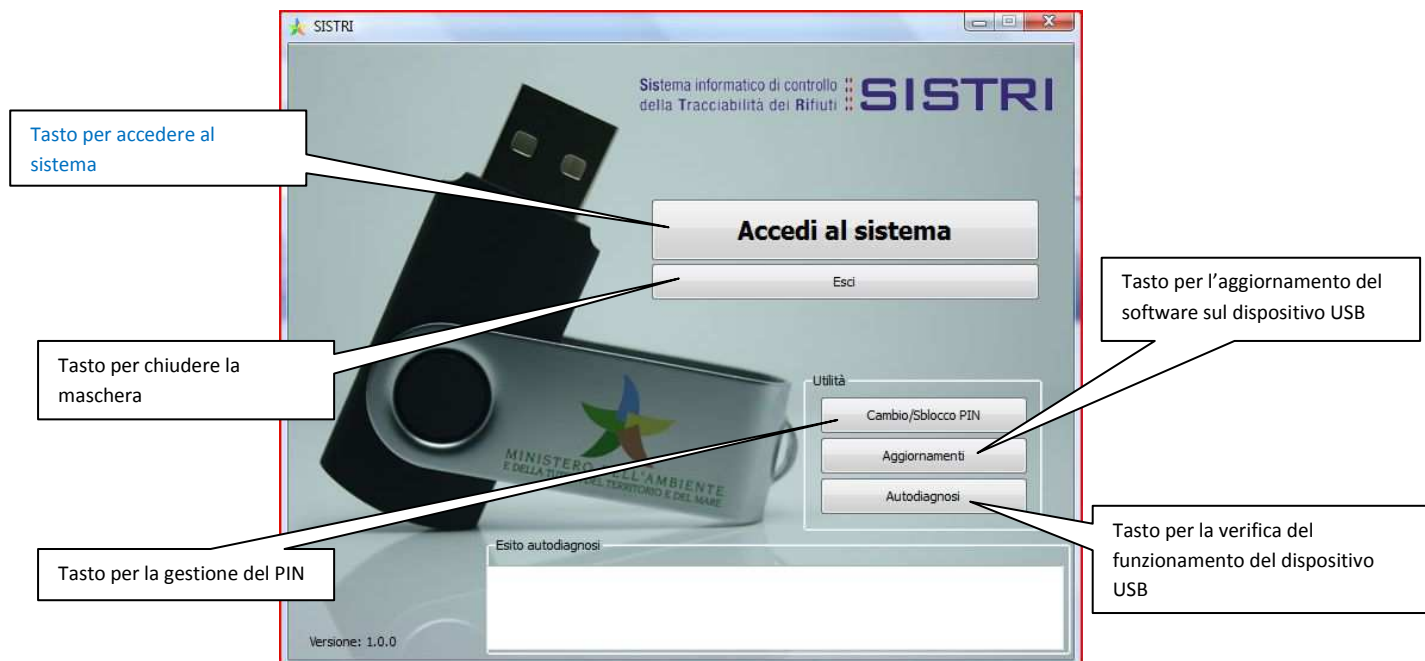 SISTRI
Sistema informatico di controllo
della Tracciabilità dei Rifiuti
SISTRI
Tasto per accedere al
sistema
Accedi al sistema
Esci
Tasto per l’aggiornamento del
software sul dispositivo USB
Tasto per chiudere la
maschera
Utilità
Cambio/Sblocco PIN
Aggiornamenti
Autodiagnosi
MINISTERO DELL'AMBIENTE
E DELLA TUTELA DEL TERRITORIO E DEL MARE
Tasto per la verifica del
funzionamento del dispositivo
USB
Esito autodiagnosi
Tasto per la gestione del PIN
Versione: 1.0.0